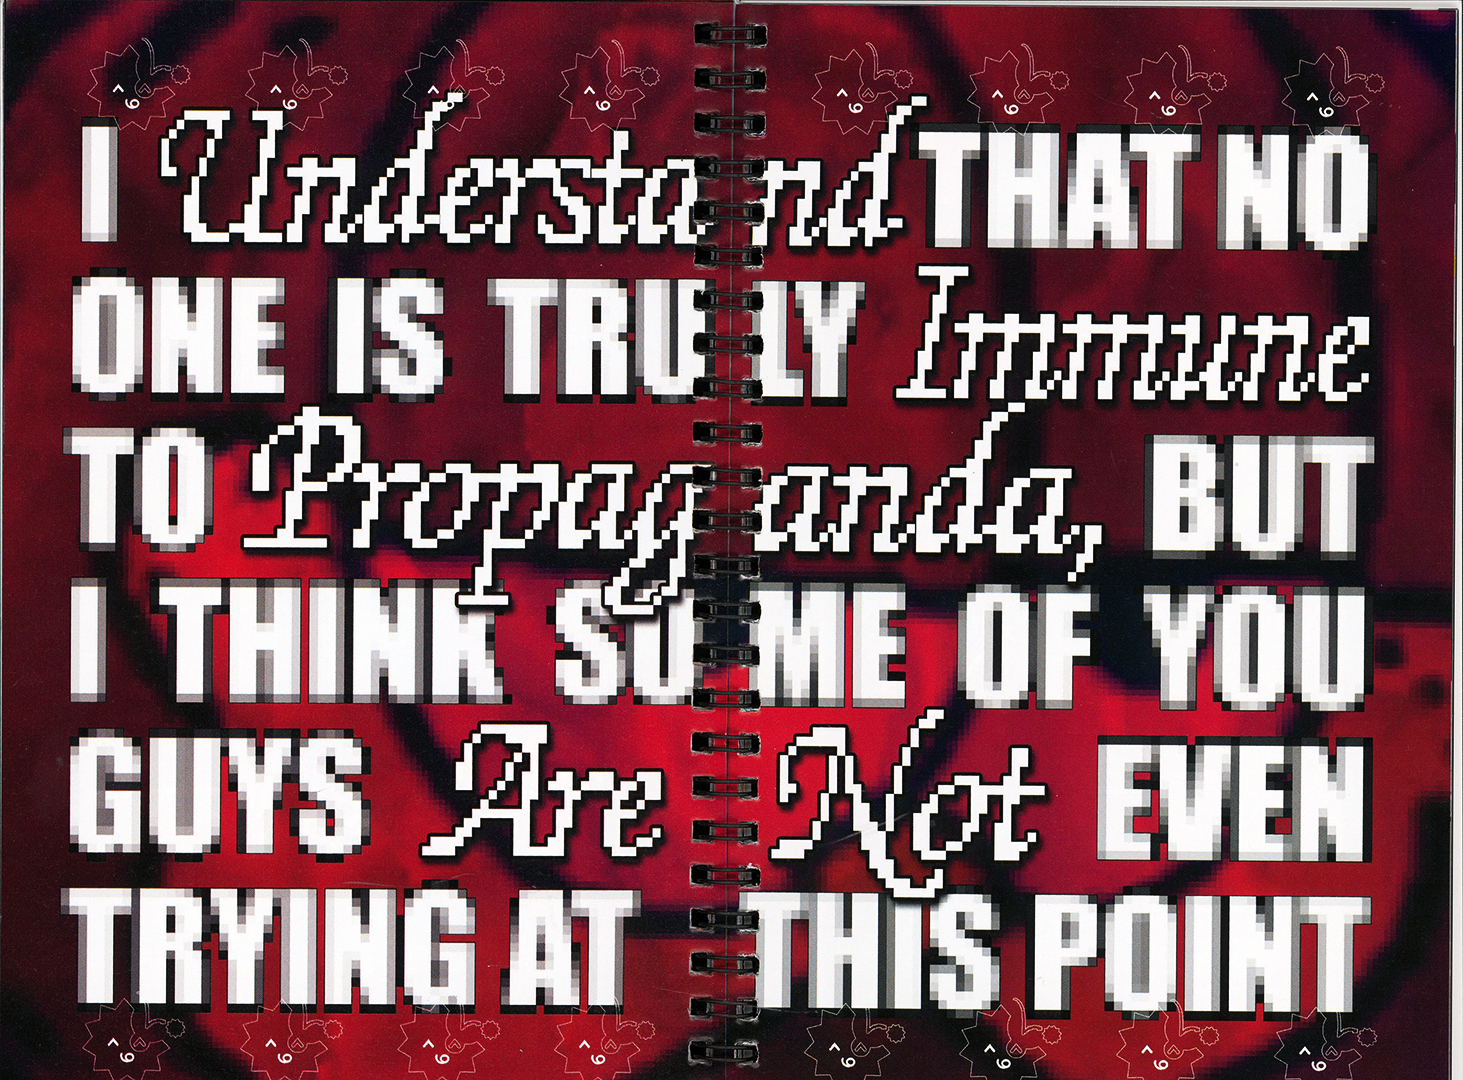 I Understand THAT NO
ONE IS TRULY Immune
TO Propaganda, BUT
I THINK SOME OF YOU
GUYS Are Not EVEN
TRYING AT THIS POINT